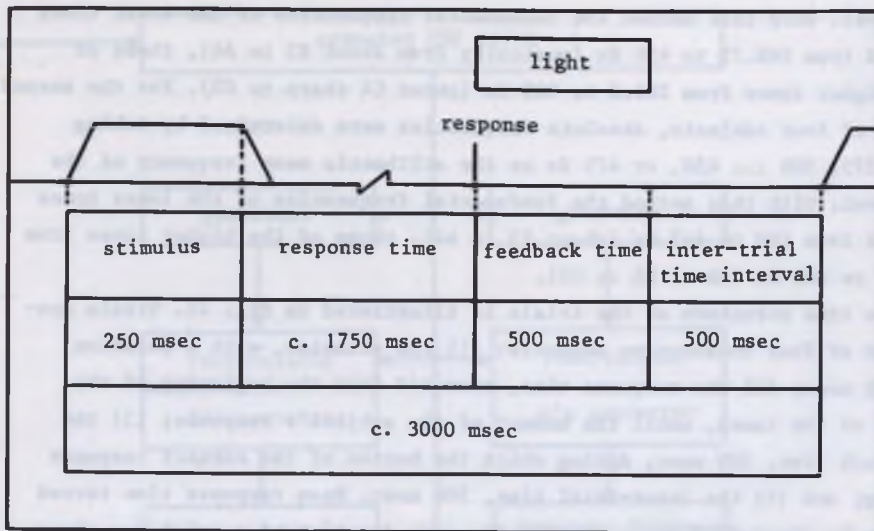 light
response
stimulus
response time
feedback time
inter-trial
time interval
250 msec
c. 1750 msec
500 msec
500 msec
c. 3000 msec